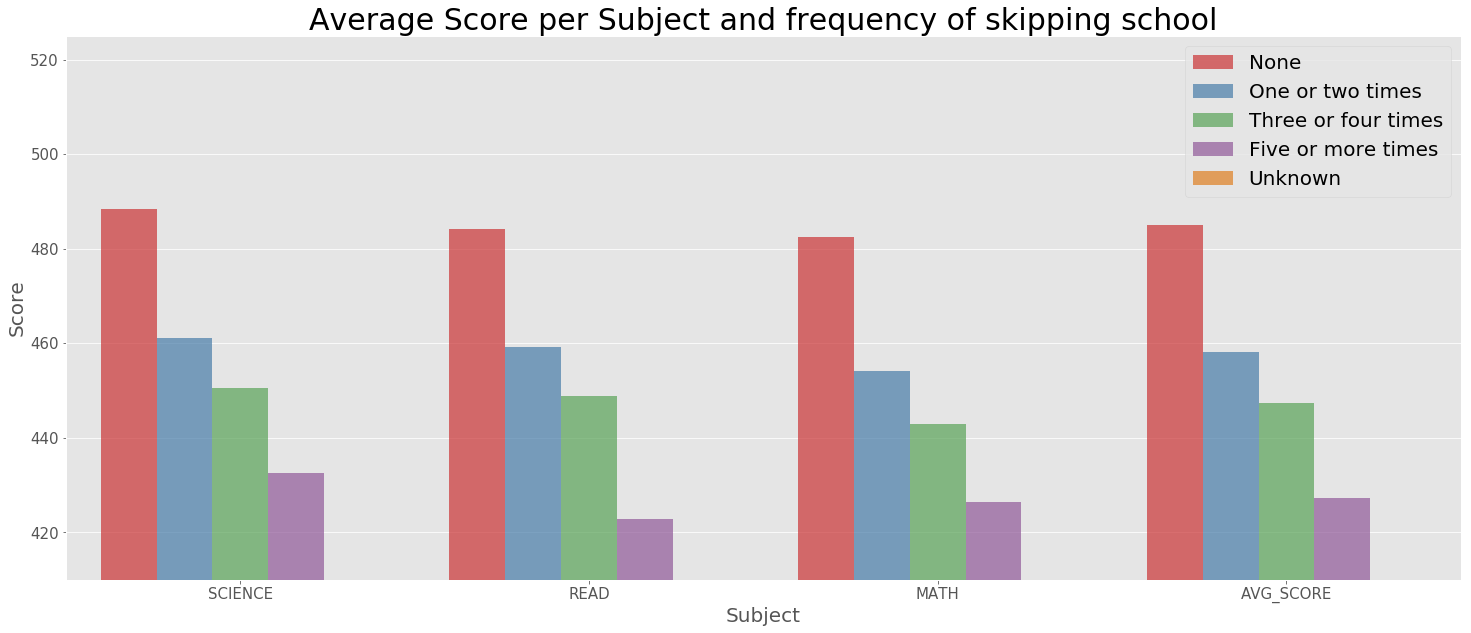 Average Score per Subject and frequency of skipping school
520
500
480
460
440
420
Score
None
One or two times
Three or four times
Five or more times
Unknown
SCIENCE
READ
MATH
AVG_SCORE
Subject